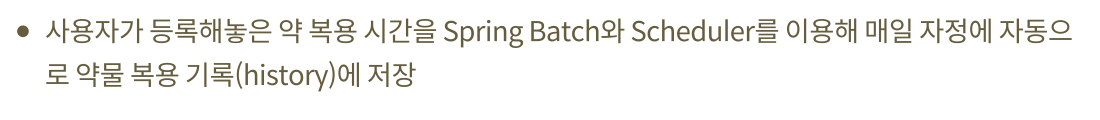 • 사용자가 등록해놓은 약 복용 시간을 Spring Batch와 Scheduler를 이용해 매일 자정에 자동으
로 약물 복용 기록(history)에 저장